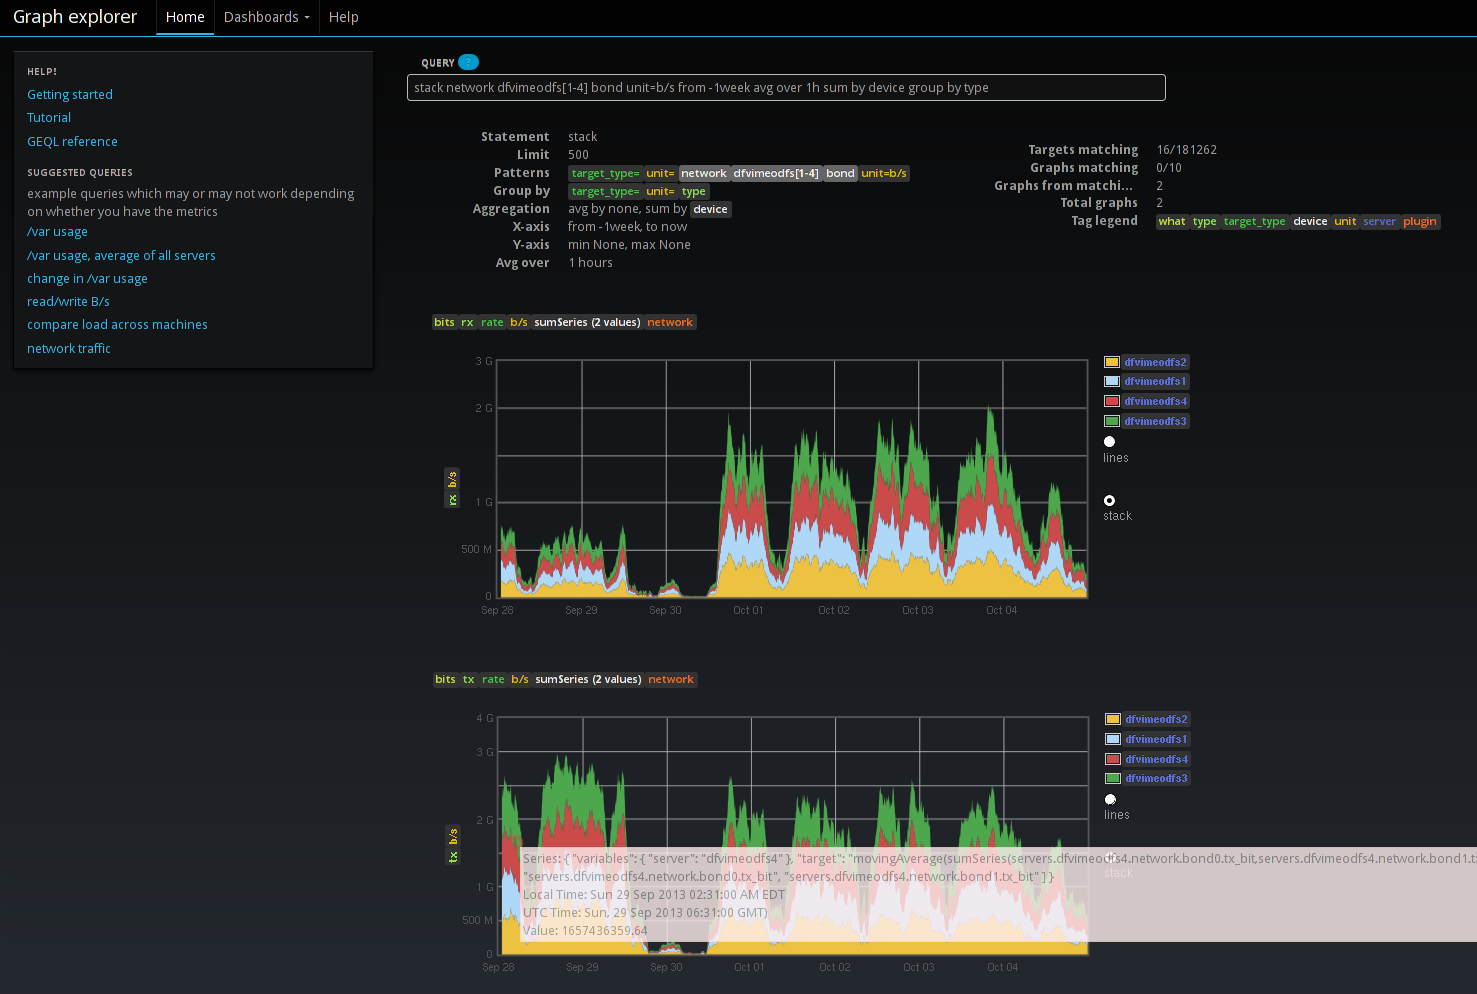 Graph explorer Home Dashboards Help
HELP!
Getting started
Tutorial
GEQL reference
SUGGESTED QUERIES
example queries which may or may not work depending
on whether you have the metrics
/var usage
/var usage, average of all servers
change in /var usage
read/write B/s
compare load across machines
network traffic
QUERY ?
stack network dfvimeodfs[1-4] bond unit=b/s from -1week avg over 1h sum by device group by type
Statement stack
Limit 500
Patterns target_type= unit= network dfvimeodfs[1-4] bond unit=b/s
Group by target_type= unit= type
Aggregation avg by none, sum by device
X-axis from -1week, to now
Y-axis min None, max None
Avg over 1 hours
Targets matching 16/181262
Graphs matching 0/10
Graphs from matchi... 2
Total graphs 2
Tag legend what type target_type device unit server plugin
bits rx rate b/s sumSeries (2 values) network
3 G
2 G
1 G
500 M
0
rx b/s
Sep 28 Sep 29 Sep 30 Oct 01 Oct 02 Oct 03 Oct 04
dfvimeodfs2
dfvimeodfs1
dfvimeodfs4
dfvimeodfs3
lines
stack
bits tx rate b/s sumSeries (2 values) network
4 G
3 G
2 G
1 G
500 M
0
tx b/s
Sep 28 Sep 29 Sep 30 Oct 01 Oct 02 Oct 03 Oct 04
dfvimeodfs2
dfvimeodfs1
dfvimeodfs4
dfvimeodfs3
lines
stack
Series: { "variables": { "server": "dfvimeodfs4" }, "target": "movingAverage(sumSeries(servers.dfvimeodfs4.network.bond0.tx_bit,servers.dfvimeodfs4.network.bond1.tx
"servers.dfvimeodfs4.network.bond0.tx_bit", "servers.dfvimeodfs4.network.bond1.tx_bit" ] }
Local Time: Sun 29 Sep 2013 02:31:00 AM EDT
UTC Time: Sun, 29 Sep 2013 06:31:00 GMT)
Value: 1657436359.64